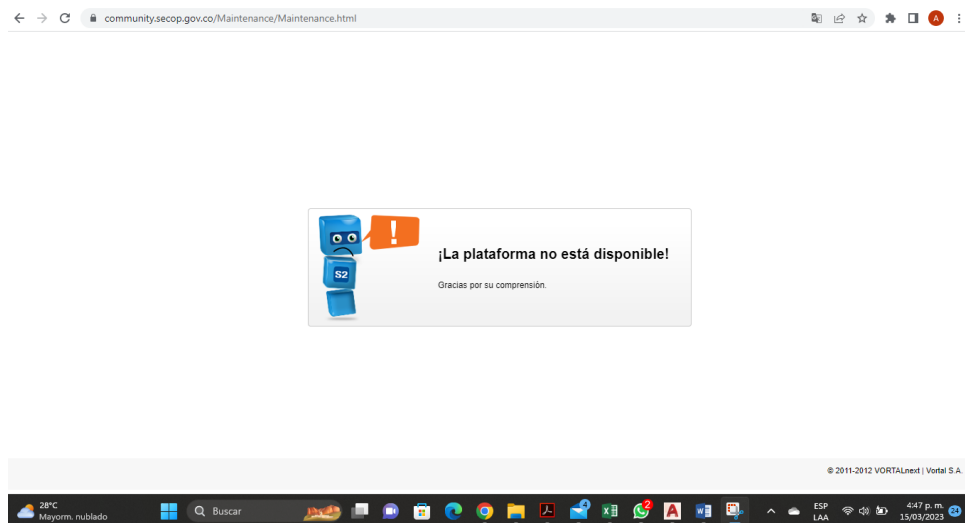 community.secop.gov.co/Maintenance/Maintenance.html
A
!
S2
¡La plataforma no está disponible!
Gracias por su comprensión.
© 2011-2012 VORTALnext | Vortal S.A.
28°C
Mayorm. nublado
Buscar
2
ESP
LAA
4:47 p. m.
15/03/2023